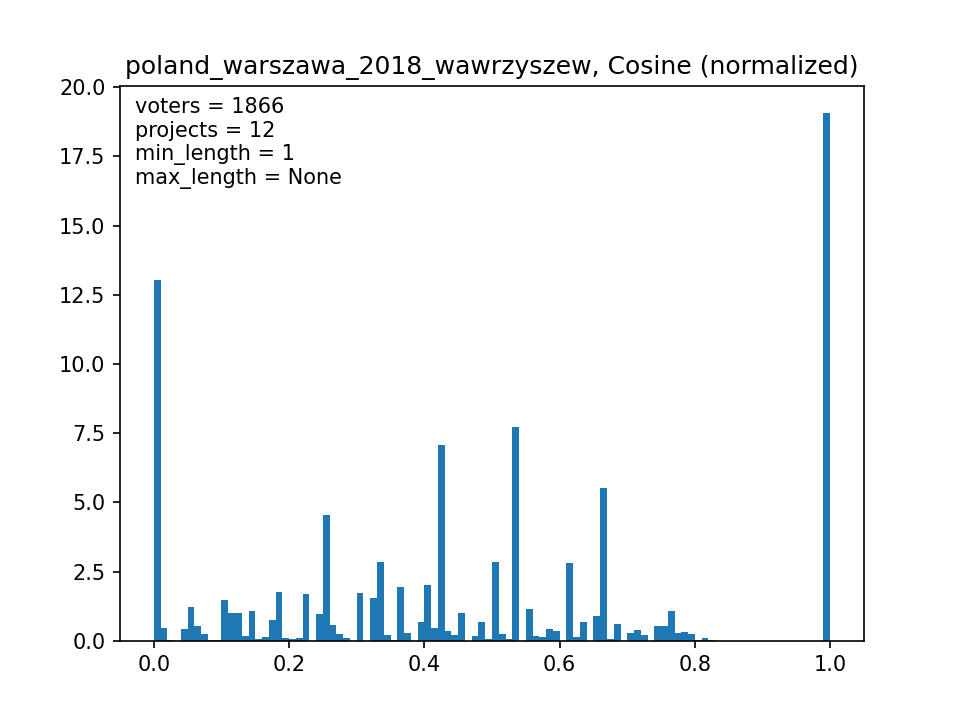 poland_warszawa_2018_wawrzyszew, Cosine (normalized)
voters = 1866
projects = 12
min_length = 1
max_length = None
20.0
17.5
15.0
12.5
10.0
7.5
5.0
2.5
0.0
0.0 0.2 0.4 0.6 0.8 1.0